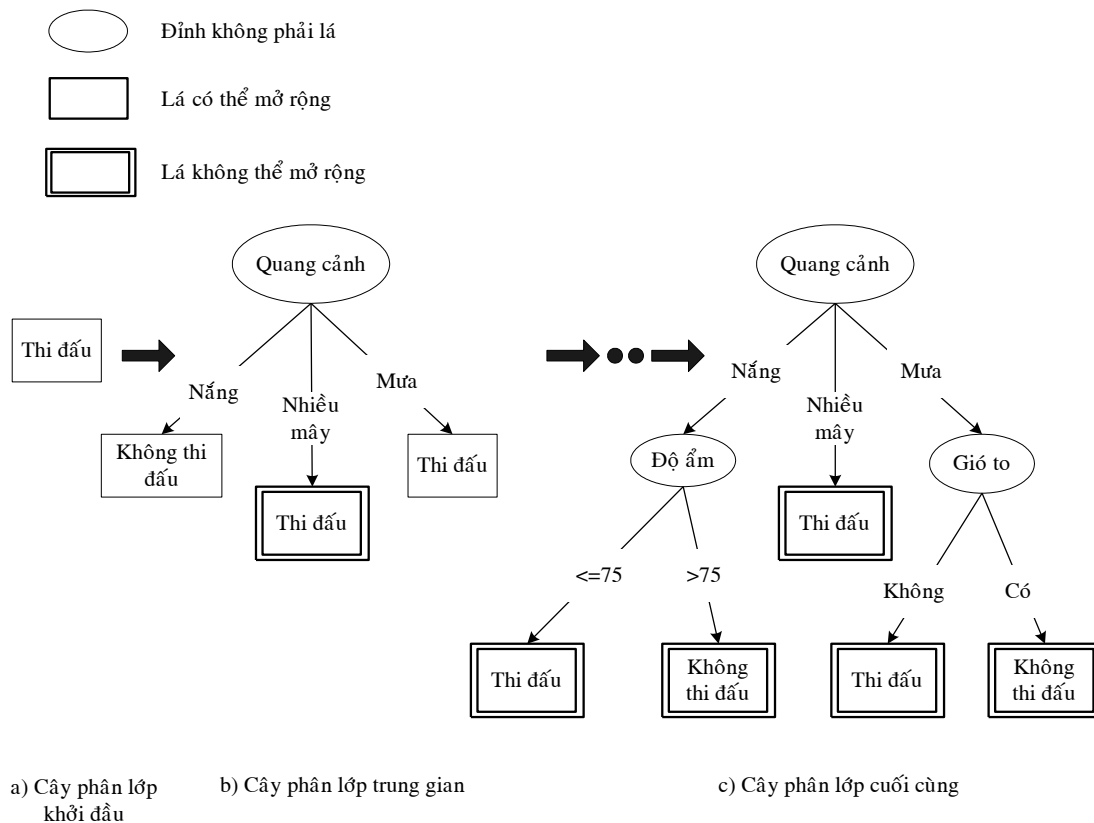 Đỉnh không phải lá
Lá có thể mở rộng
Lá không thể mở rộng
Thi đấu
Quang cảnh
Nắng
Nhiều
mây
Mưa
Không thi
đấu
Thi đấu
Thi đấu
Quang cảnh
Nắng
Nhiều
mây
Mưa
Độ ẩm
Thi đấu
Gió to
<=75
>75
Không
Có
Thi đấu
Không
thi đấu
Thi đấu
Không
thi đấu
a) Cây phân lớp
khởi đầu
b) Cây phân lớp trung gian
c) Cây phân lớp cuối cùng